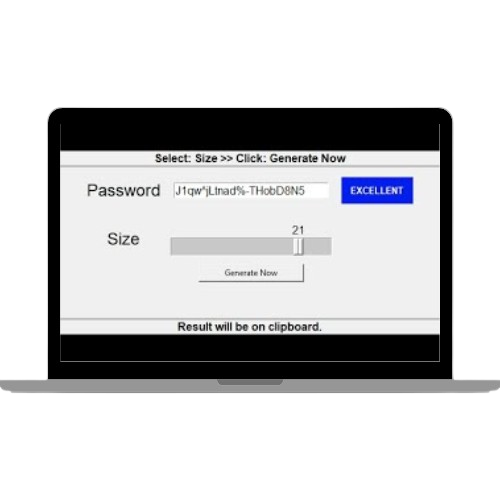 Select: Size >> Click: Generate Now
Password J1qw^jLtnad%-THobD8N5 EXCELLENT
21
Size
Generate Now
Result will be on clipboard.